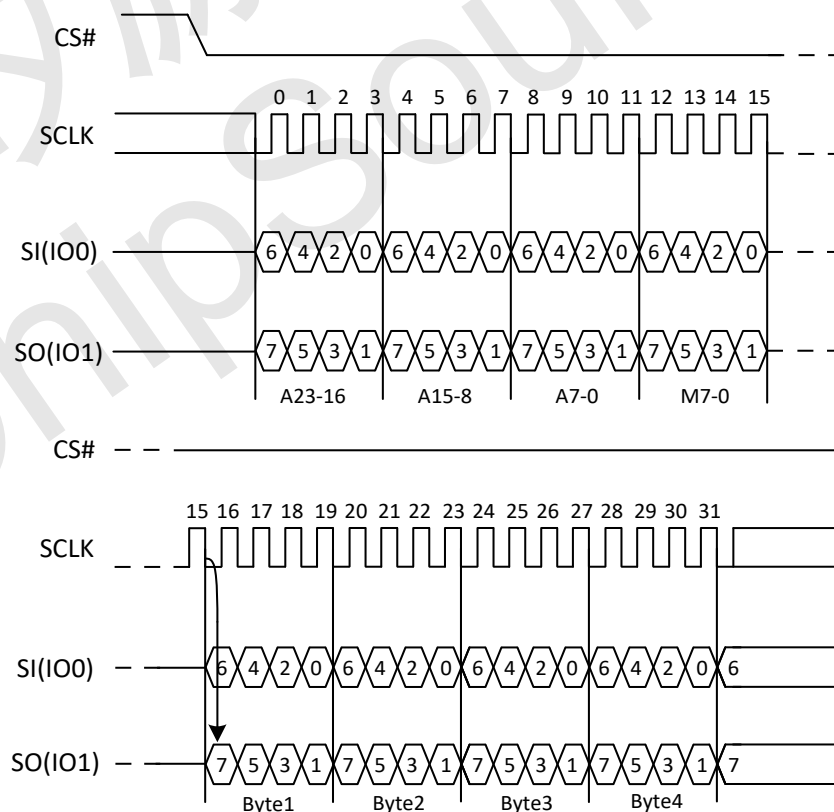 CS#
0 1 2 3 4 5 6 7 8 9 10 11 12 13 14 15
SCLK
SI(IO0) 6 4 2 0 6 4 2 0 6 4 2 0 6 4 2 0
SO(IO1) 7 5 3 1 7 5 3 1 7 5 3 1 7 5 3 1
A23-16 A15-8 A7-0 M7-0
CS#
15 16 17 18 19 20 21 22 23 24 25 26 27 28 29 30 31
SCLK
SI(IO0) 6 4 2 0 6 4 2 0 6 4 2 0 6 4 2 0 6
SO(IO1) 7 5 3 1 7 5 3 1 7 5 3 1 7 5 3 1 7
Byte1 Byte2 Byte3 Byte4